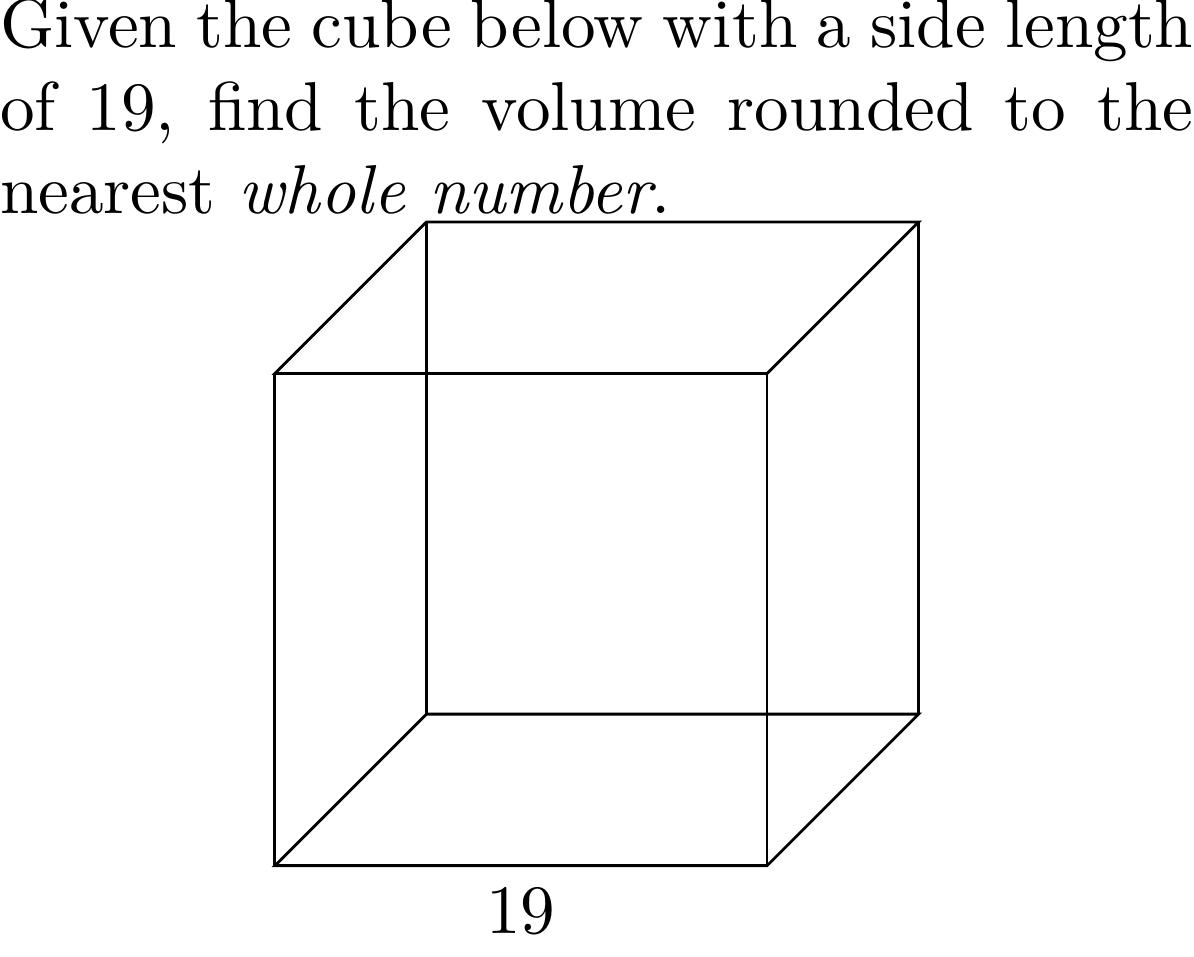 Given the cube below with a side length
of 19, find the volume rounded to the
nearest whole number.
19